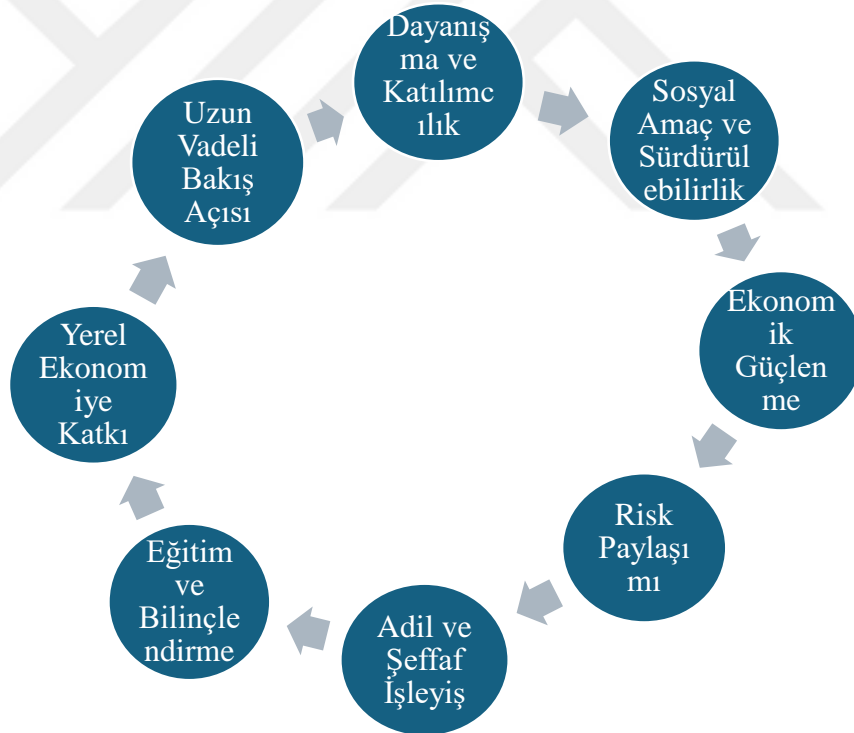 Dayanış
ma ve
Katılımc
ılık
Sosyal
Amaç ve
Sürdürül
ebilirlik
Ekonom
ik
Güçlen
me
Risk
Paylaşı
mı
Adil ve
Şeffaf
İşleyiş
Eğitim
ve
Bilinçle
ndirme
Yerel
Ekonom
iye
Katkı
Uzun
Vadeli
Bakış
Açısı